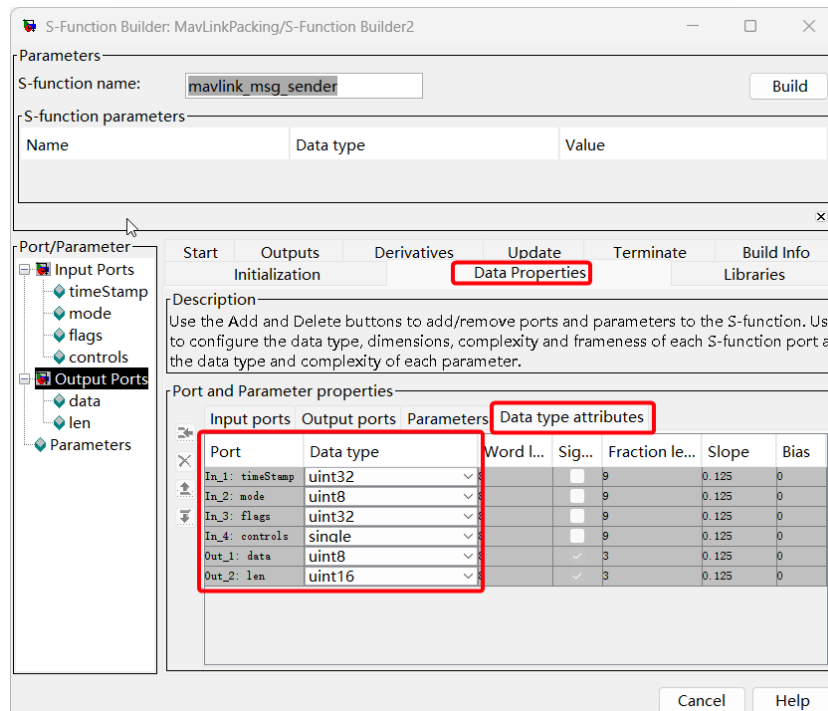 S-Function Builder: MavLinkPacking/S-Function Builder2
Parameters
S-function name: mavlink_msg_sender Build
S-function parameters
Name Data type Value
Port/Parameter
Input Ports
timeStamp
mode
flags
controls
Output Ports
data
len
Parameters
Start Outputs Derivatives Update Terminate Build Info
Initialization Data Properties Libraries
Description
Use the Add and Delete buttons to add/remove ports and parameters to the S-function. Us
to configure the data type, dimensions, complexity and frameness of each S-function port a
the data type and complexity of each parameter.
Port and Parameter properties
Input ports Output ports Parameters Data type attributes
Port Data type Word l... Sig... Fraction le... Slope Bias
In_1: timeStamp uint32 8 9 0.125 0
In_2: mode uint8 8 9 0.125 0
In_3: flags uint32 8 9 0.125 0
In_4: controls single 8 9 0.125 0
Out_1: data uint8 8 3 0.125 0
Out_2: len uint16 8 3 0.125 0
Cancel Help